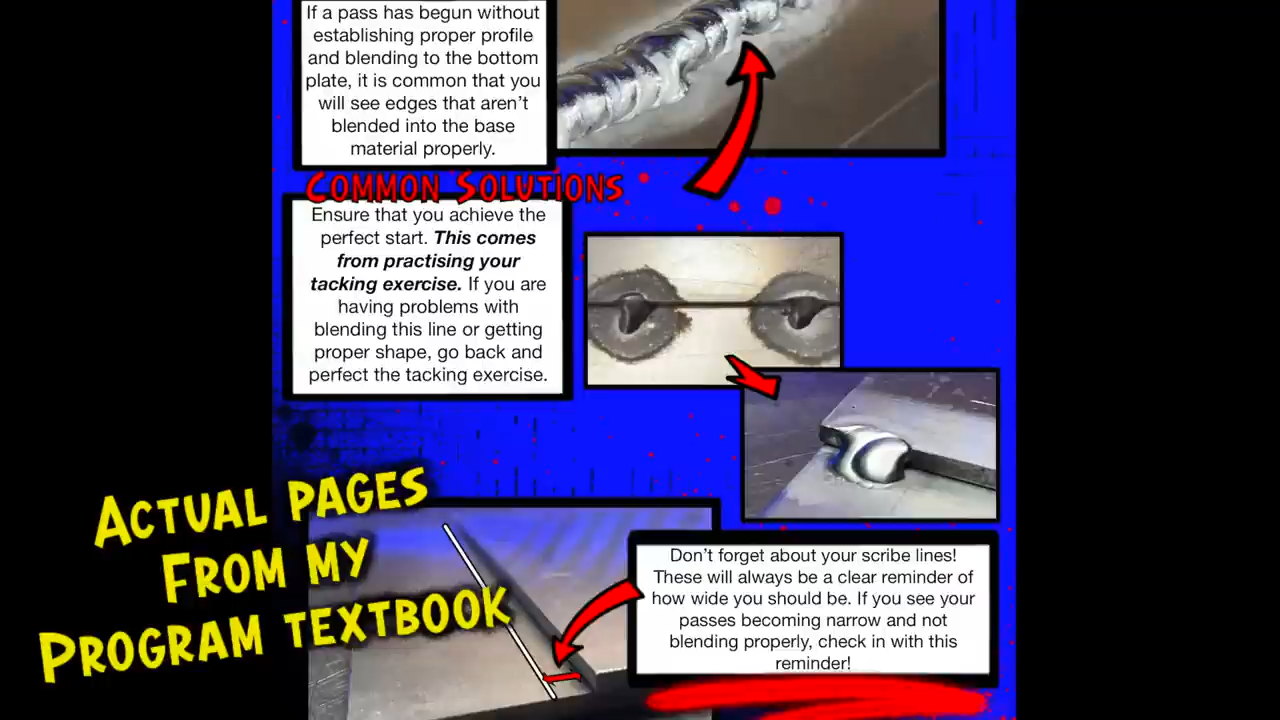 If a pass has begun without
establishing proper profile
and blending to the bottom
plate, it is common that you
will see edges that aren't
blended into the base
material properly.
Common Solutions
Ensure that you achieve the
perfect start. This comes
from practising your
tacking exercise. If you are
having problems with
blending this line or getting
proper shape, go back and
perfect the tacking exercise.
Actual pages
From my
Program textbook
Don't forget about your scribe lines!
These will always be a clear reminder of
how wide you should be. If you see your
passes becoming narrow and not
blending properly, check in with this
reminder!